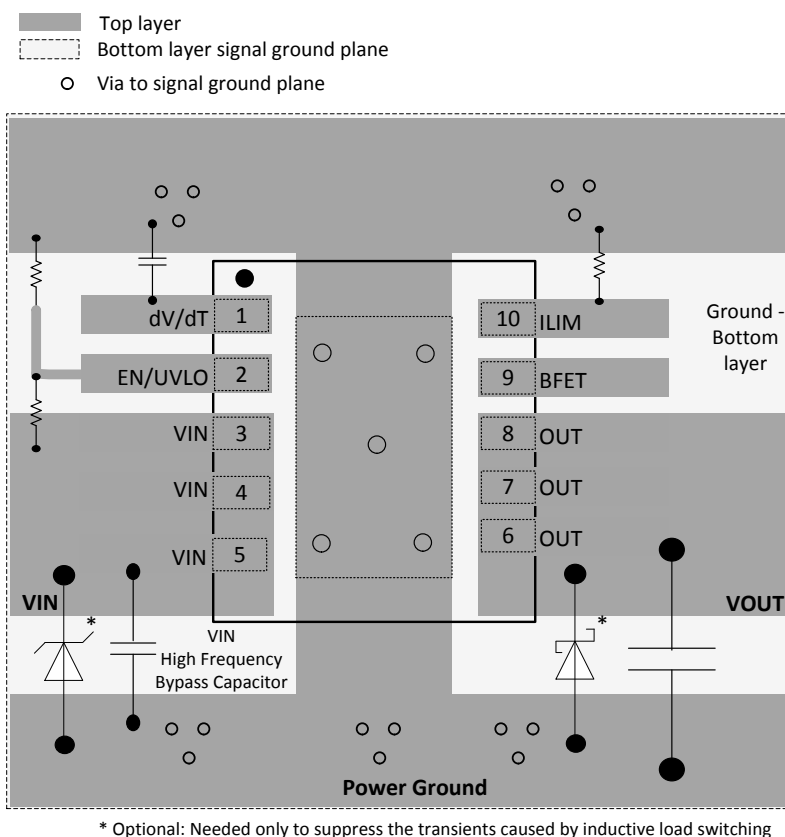 Top layer
Bottom layer signal ground plane
Via to signal ground plane
dV/dT 1
10 ILIM
Ground -
Bottom
layer
EN/UVLO 2
9 BFET
VIN 3
8 OUT
VIN 4
7 OUT
VIN 5
6 OUT
VIN
*
VIN
High Frequency
Bypass Capacitor
*
VOUT
Power Ground
* Optional: Needed only to suppress the transients caused by inductive load switching